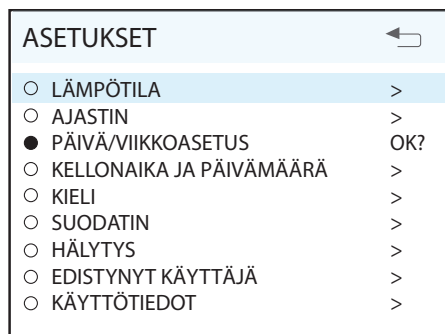 ASETUKSET
LÄMPÖTILA >
AJASTIN >
PÄIVÄ/VIIKKOASETUS OK?
KELLONAIKA JA PÄIVÄMÄÄRÄ >
KIELI >
SUODATIN >
HÄLYTYS >
EDISTYNYT KÄYTTÄJÄ >
KÄYTTÖTIEDOT >